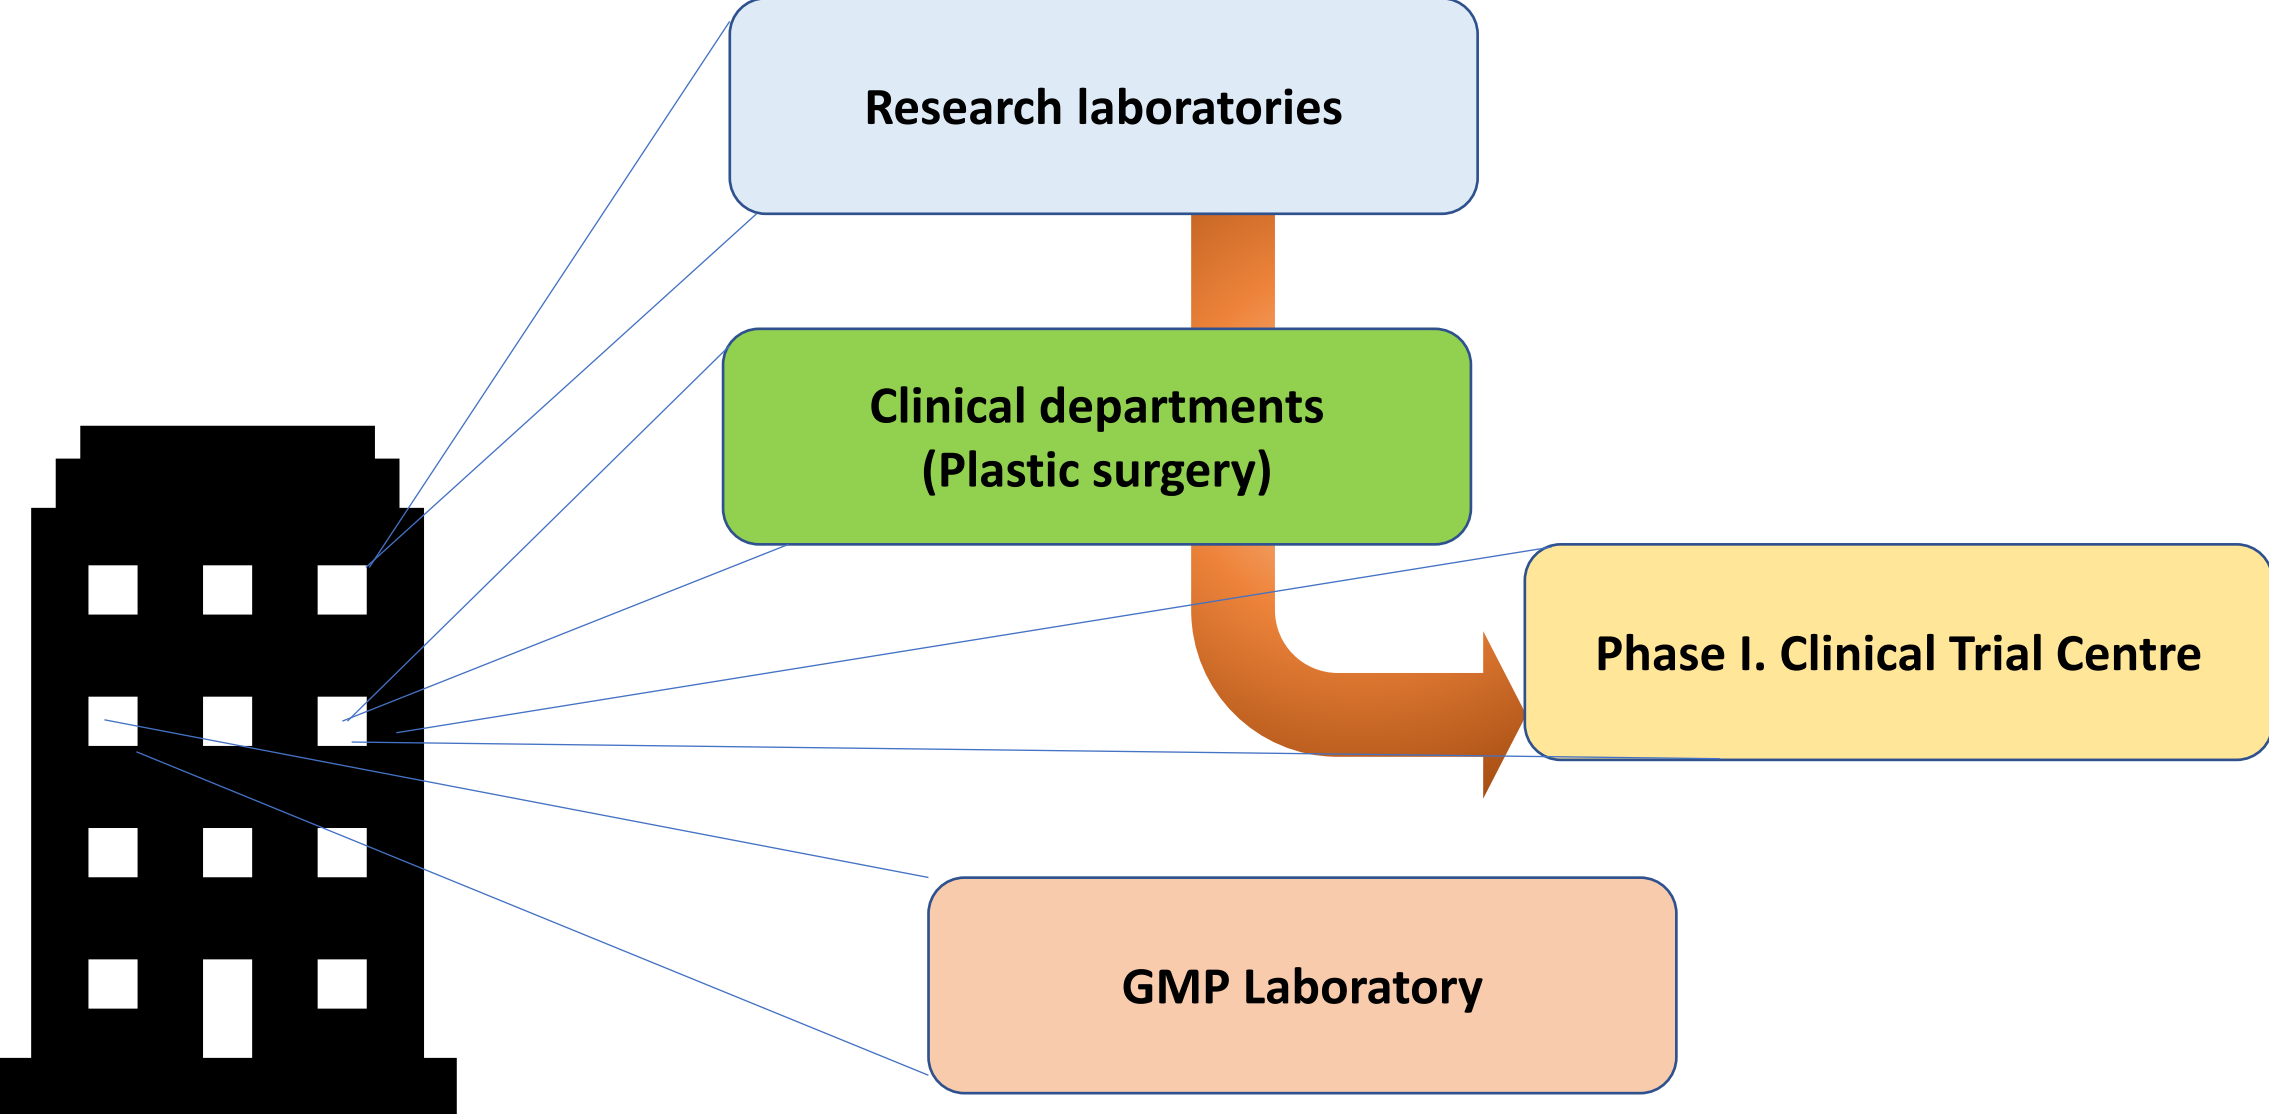 Research laboratories
Clinical departments
(Plastic surgery)
Phase I. Clinical Trial Centre
GMP Laboratory